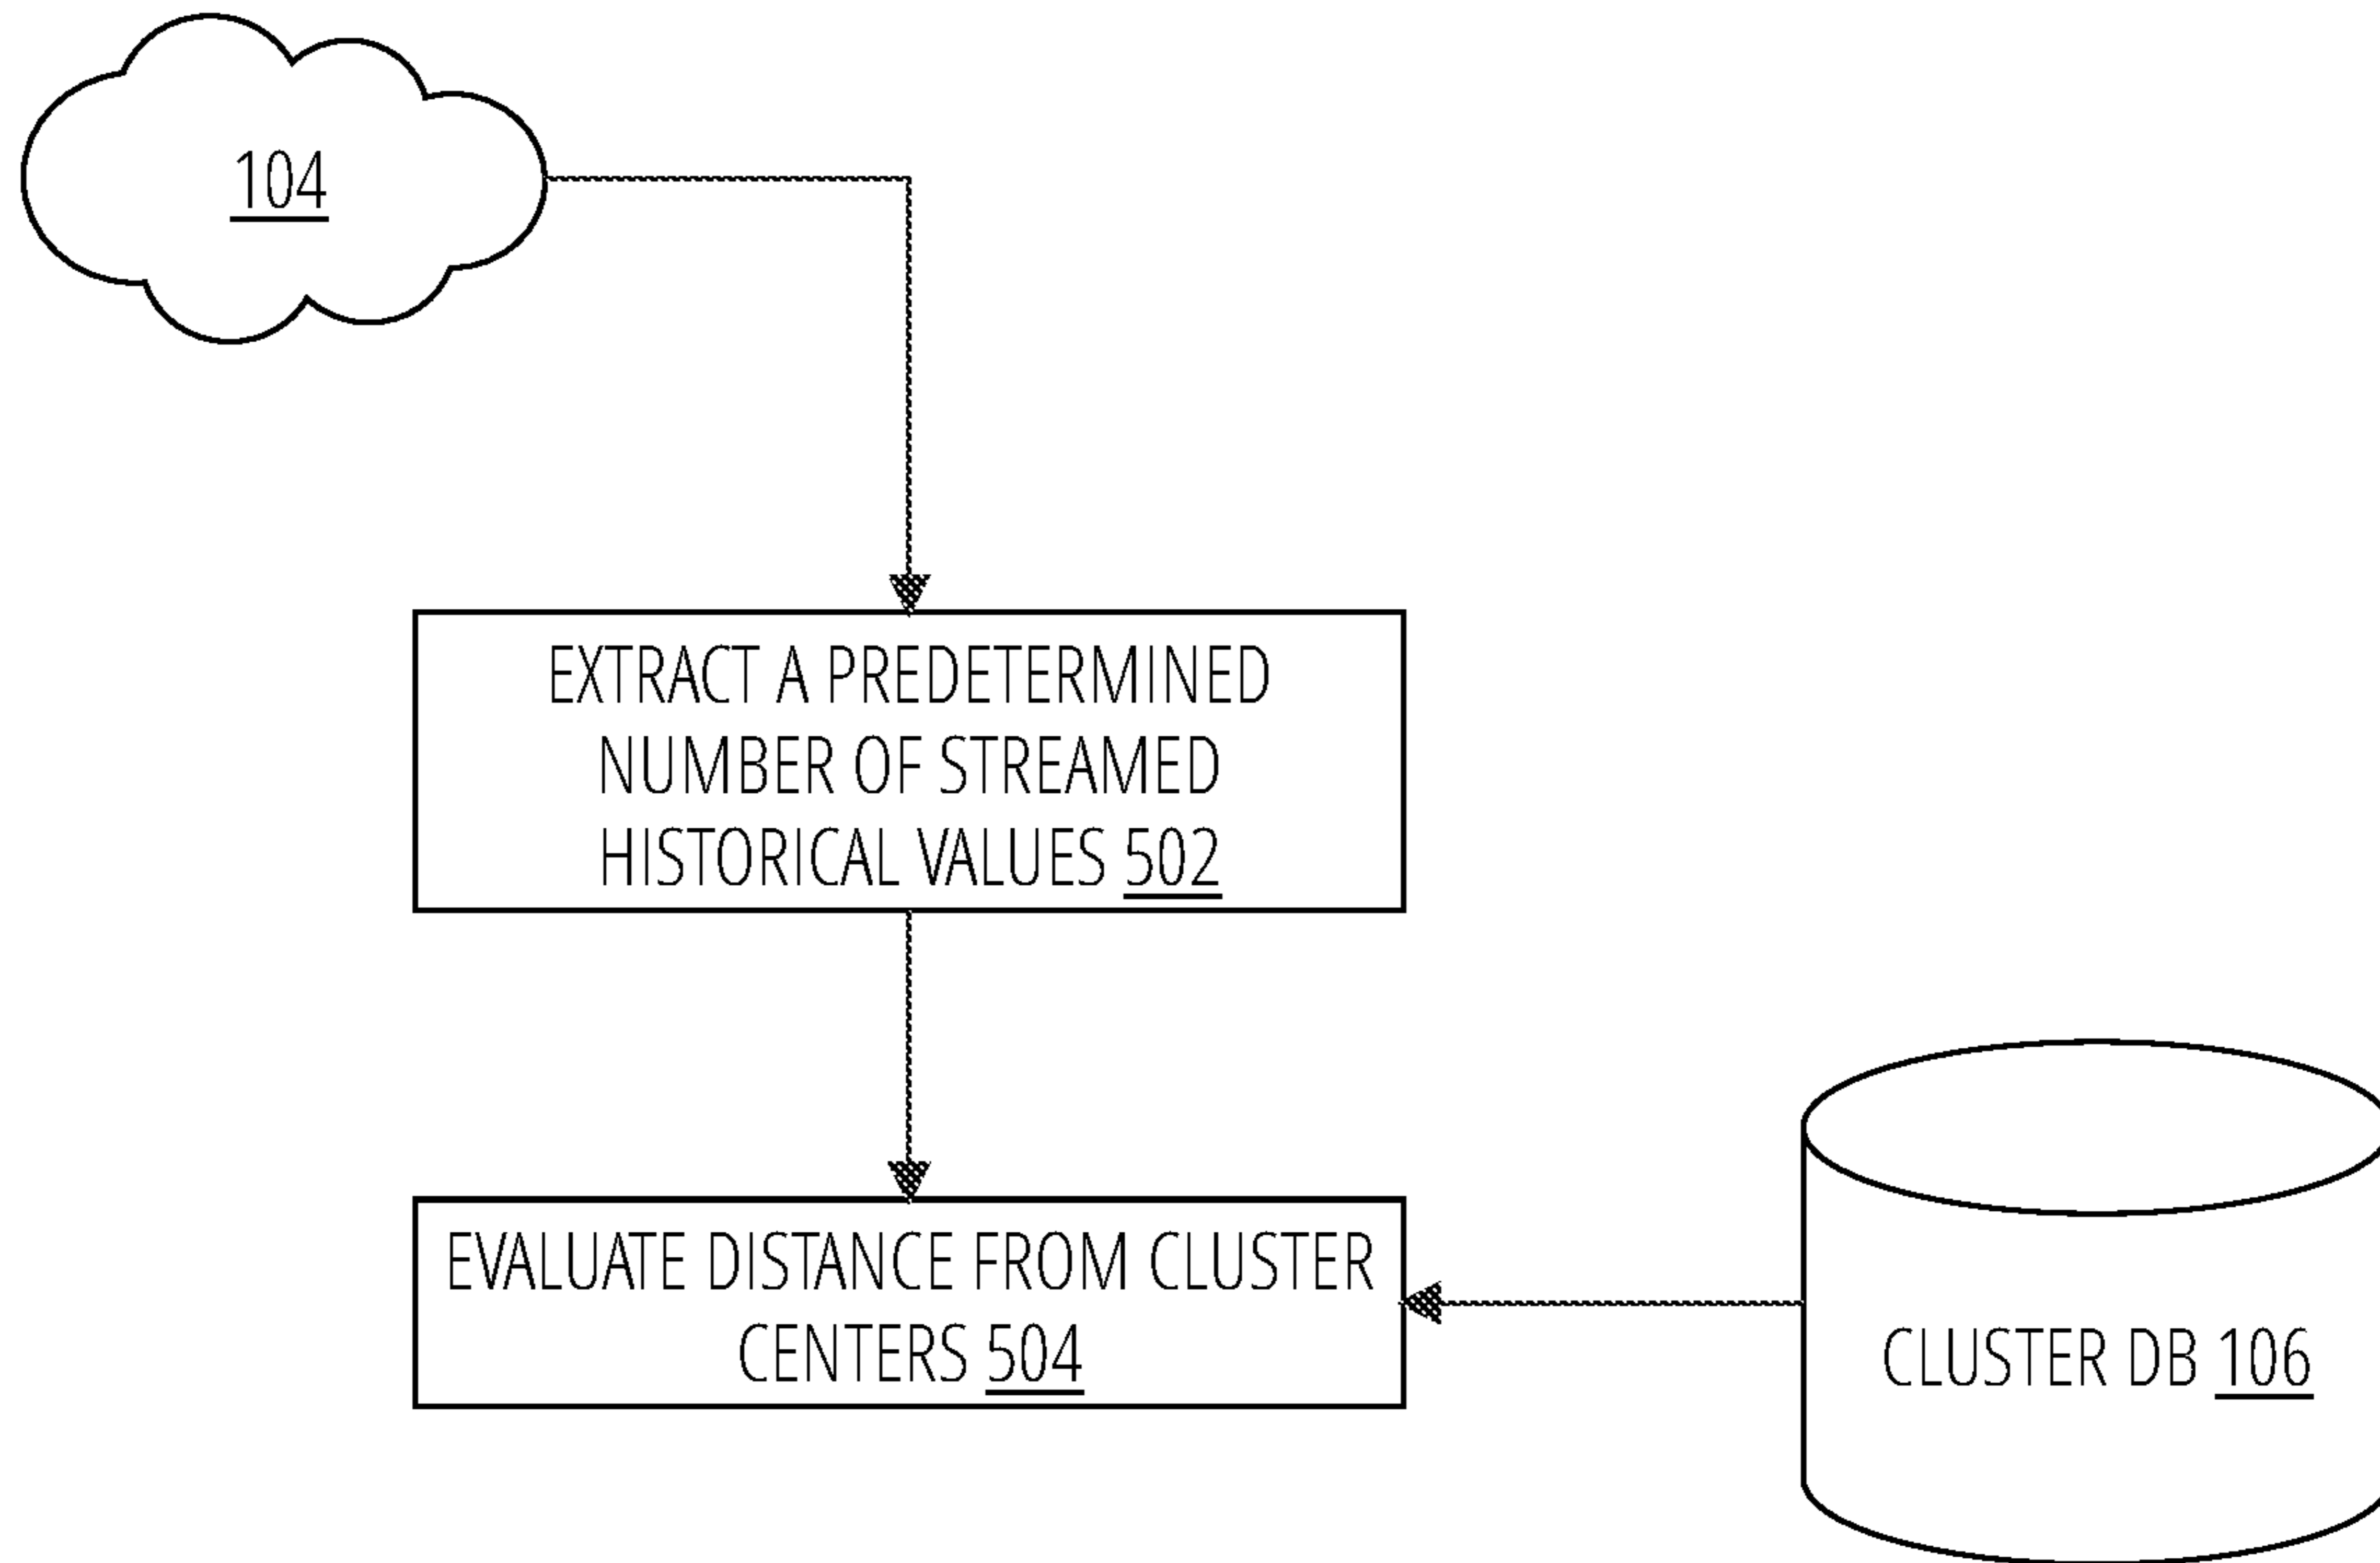 104
EXTRACT A PREDETERMINED
NUMBER OF STREAMED
HISTORICAL VALUES 502
EVALUATE DISTANCE FROM CLUSTER
CENTERS 504
CLUSTER DB 106